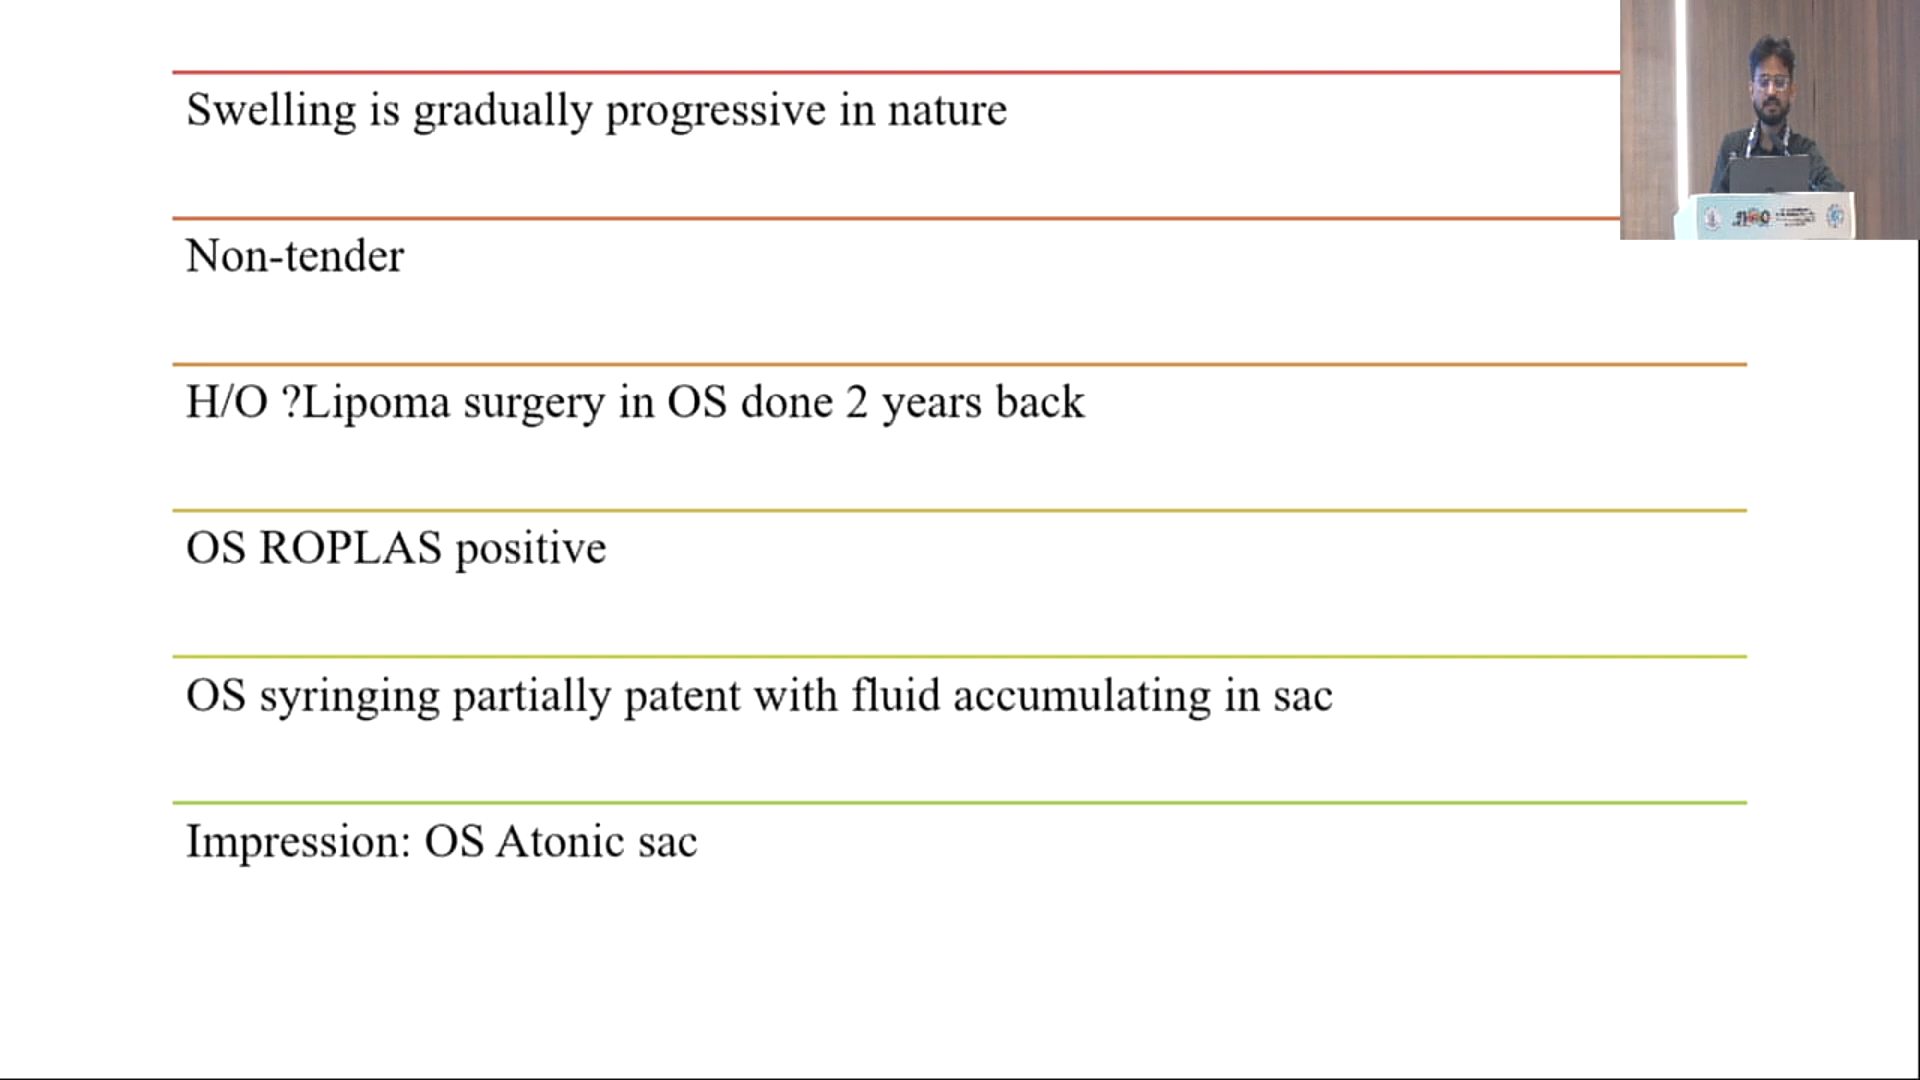 Swelling is gradually progressive in nature
Non-tender
H/O ?Lipoma surgery in OS done 2 years back
OS ROPLAS positive
OS syringing partially patent with fluid accumulating in sac
Impression: OS Atonic sac